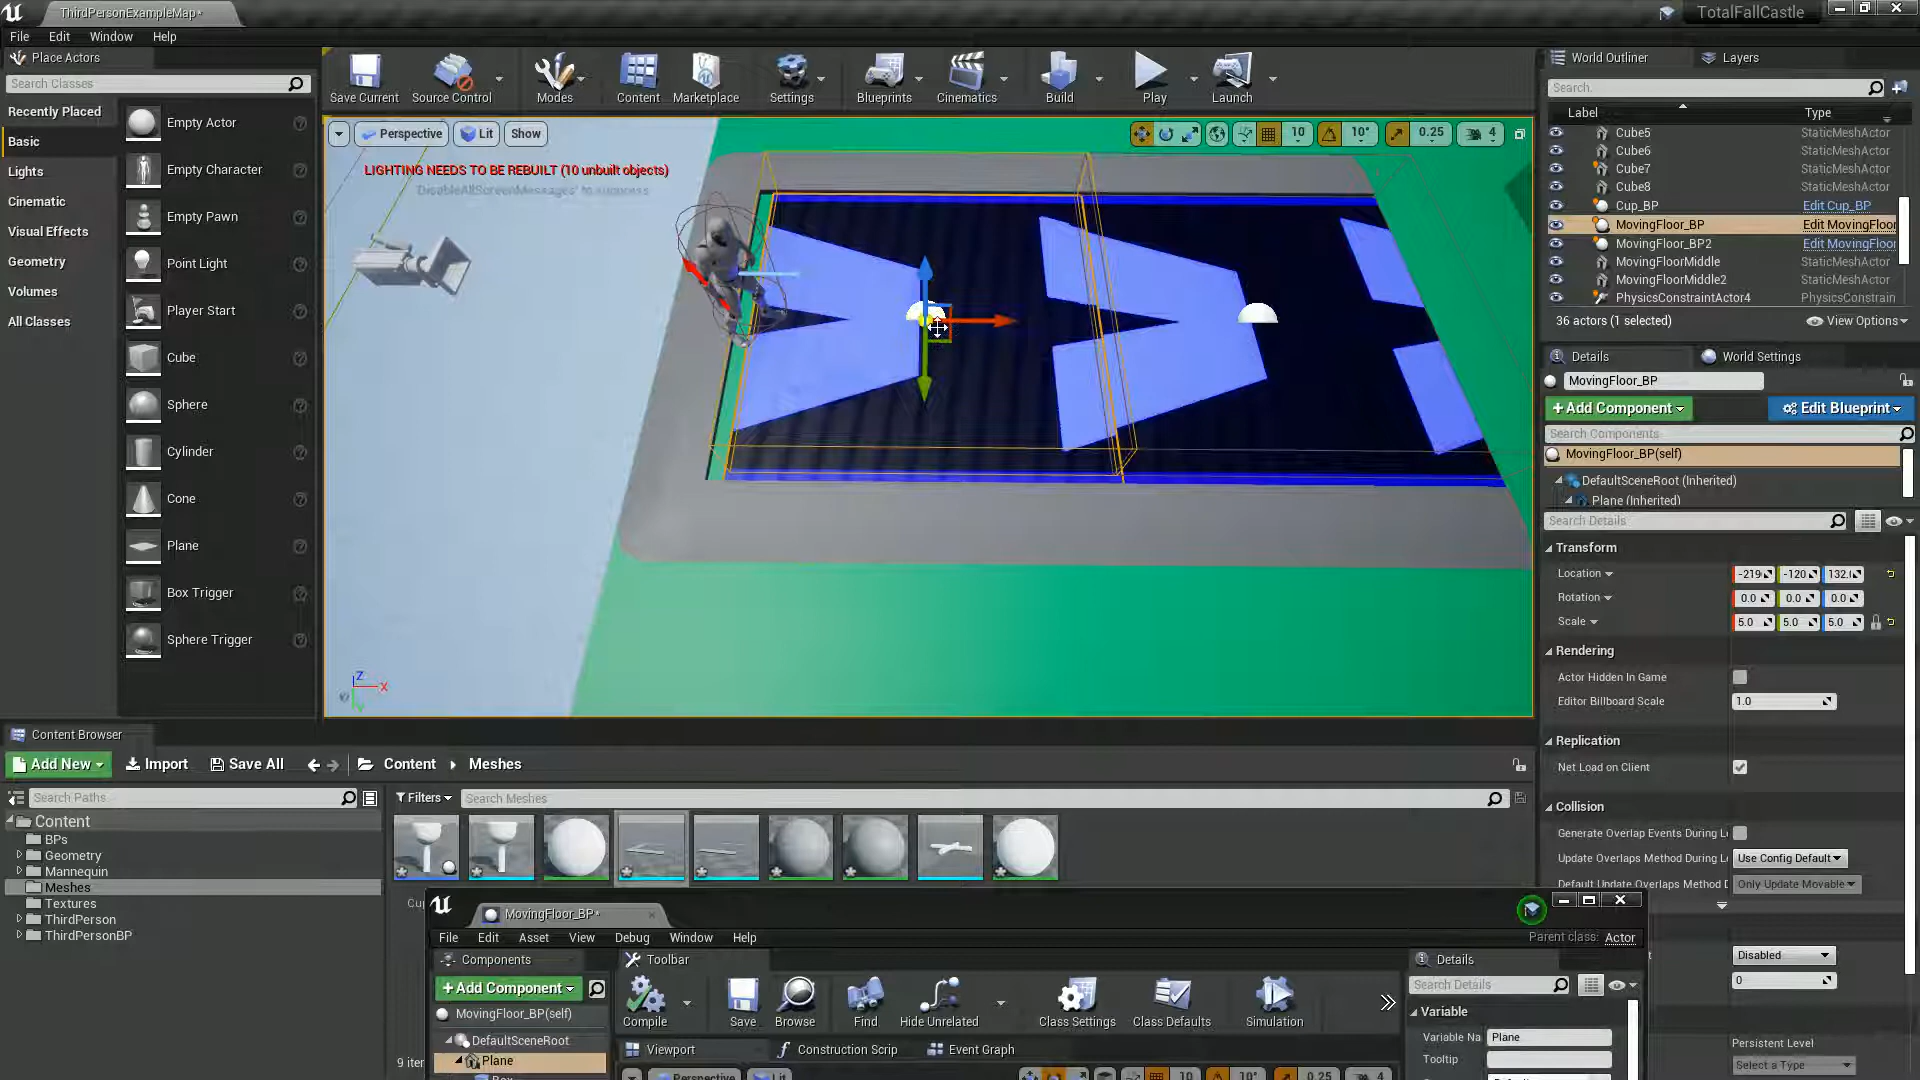 ThirdPersonExampleMap*
TotalFallCastle
File Edit Window Help
Place Actors
Search Classes
Recently Placed
Basic
Lights
Cinematic
Visual Effects
Geometry
Volumes
All Classes
Empty Actor
Empty Character
Empty Pawn
Point Light
Player Start
Cube
Sphere
Cylinder
Cone
Plane
Box Trigger
Sphere Trigger
Save Current Source Control Modes Content Marketplace Settings Blueprints Cinematics Build Play Launch
Perspective Lit Show
10 10° 0.25 4
LIGHTING NEEDS TO BE REBUILT (10 unbuilt objects)
'DisableAllScreenMessages' to suppress
Z
X
Y
World Outliner Layers
Search.
Label Type
Cube5 StaticMeshActor
Cube6 StaticMeshActor
Cube7 StaticMeshActor
Cube8 StaticMeshActor
Cup_BP Edit Cup_BP
MovingFloor_BP Edit MovingFloor
MovingFloor_BP2 Edit MovingFloor
MovingFloorMiddle StaticMeshActor
MovingFloorMiddle2 StaticMeshActor
PhysicsConstraintActor4 PhysicsConstrain
36 actors (1 selected) View Options
Details World Settings
MovingFloor_BP
+Add Component Edit Blueprint
Search Components
MovingFloor_BP(self)
DefaultSceneRoot (Inherited)
Plane (Inherited)
Search Details
Transform
Location -219 -120 132.(
Rotation 0.0 0.0 0.0
Scale 5.0 5.0 5.0
Rendering
Actor Hidden In Game
Editor Billboard Scale 1.0
Replication
Net Load on Client
Collision
Generate Overlap Events During L
Update Overlaps Method During L Use Config Default
Default Update Overlaps Method D Only Update Movable
Disabled
0
Persistent Level
Select a Type
Content Browser
Add New Import Save All Content Meshes
Search Paths
Filters Search Meshes
Content
BPs
Geometry
Mannequin
Meshes
Textures
ThirdPerson
ThirdPersonBP
Cu
9 iter
MovingFloor_BP*
File Edit Asset View Debug Window Help
Parent class: Actor
Components Toolbar Details
+Add Component
MovingFloor_BP(self)
DefaultSceneRoot
Plane
Box
Compile Save Browse Find Hide Unrelated Class Settings Class Defaults Simulation
Viewport Construction Scrip Event Graph
Perspective Lit
10 10° 0.25 4
Search Details
Variable
Variable Na Plane
Tooltip